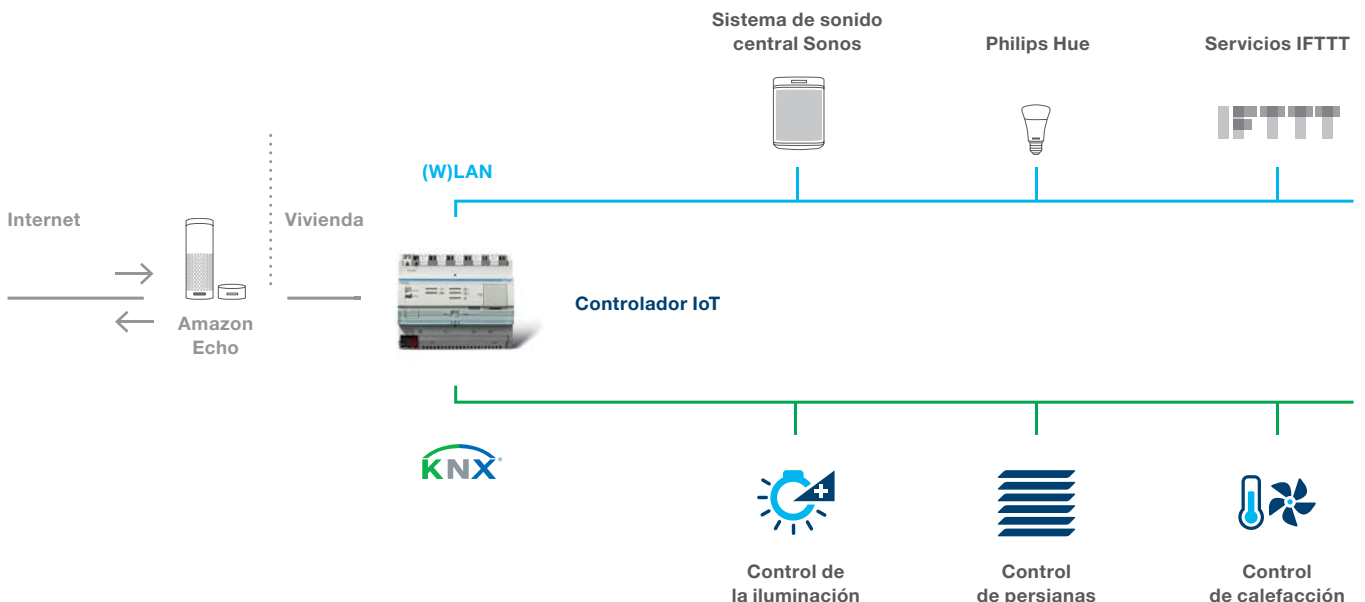 Sistema de sonido
central Sonos
Philips Hue
Servicios IFTTT
IFTTT
(W)LAN
Internet
Vivienda
Controlador IoT
Amazon
Echo
KNX®
Control de
la iluminación
Control
de persianas
Control
de calefacción